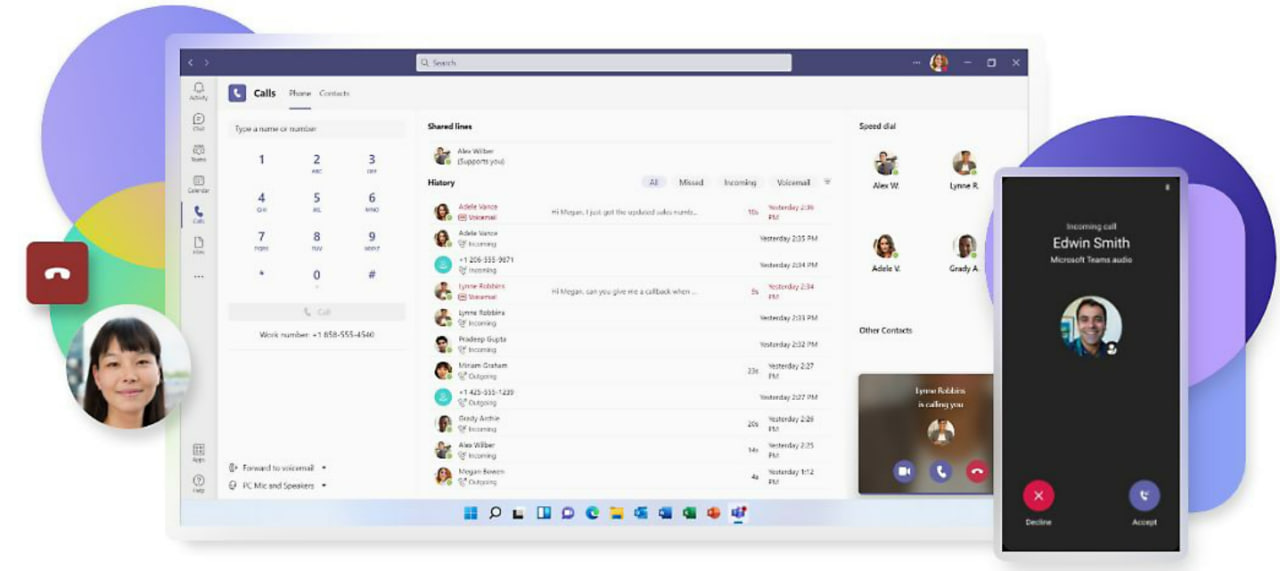 Search
Activity
Chat
Teams
Calendar
Calls
Files
Apps
Help
Calls Phone Contacts
Type a name or number
1 2 3
ABC DEF
4 5 6
GHI JKL MNO
7 8 9
PQRS TUV WXYZ
* 0 #
+
Call
Work number: +1 858-555-4540
Forward to voicemail
PC Mic and Speakers
Shared lines
Alex Wilber
(Supports you)
History All Missed Incoming Voicemail
Adele Vance
Voicemail
Hi Megan, I just got the updated sales numb...
Yesterday 2:36
PM
Adele Vance
Incoming
Yesterday 2:35 PM
+1 206-555-9871
Incoming
Yesterday 2:34 PM
Lynne Robbins
Voicemail
Hi Megan, can you give me a callback when ...
9s
Yesterday 2:34
PM
Lynne Robbins
Incoming
Yesterday 2:33 PM
Pradeep Gupta
Incoming
Yesterday 2:32 PM
Miriam Graham
Outgoing
23s
Yesterday 2:27
PM
+1 425-555-1239
Outgoing
Yesterday 2:27 PM
Grady Archie
Incoming
20s
Yesterday 2:26
PM
Alex Wilber
Incoming
14s
Yesterday 2:25
PM
Megan Bowen
Outgoing
4s
Yesterday 1:12
PM
Speed dial
Alex W.
Lynne R.
Adele V.
Grady A.
Other Contacts
Lynne Robbins
is calling you
Incoming call
Edwin Smith
Microsoft Teams audio
Decline
Accept